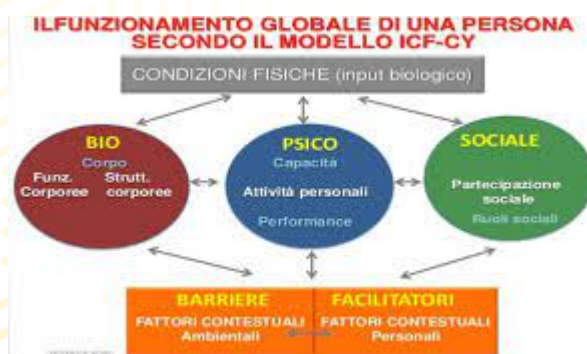 ILFUNZIONAMENTO GLOBALE DI UNA PERSONA
SECONDO IL MODELLO ICF-CY
CONDIZIONI FISICHE (input biologico)
BIO
Corpo
Funz. Strutt.
Corporee corporee
PSICO
Capacità
Attività personali
Performance
SOCIALE
Partecipazione
sociale
Ruoli sociali
BARRIERE
FATTORI CONTESTUALI
Ambientali
FACILITATORI
FATTORI CONTESTUALI
Personali